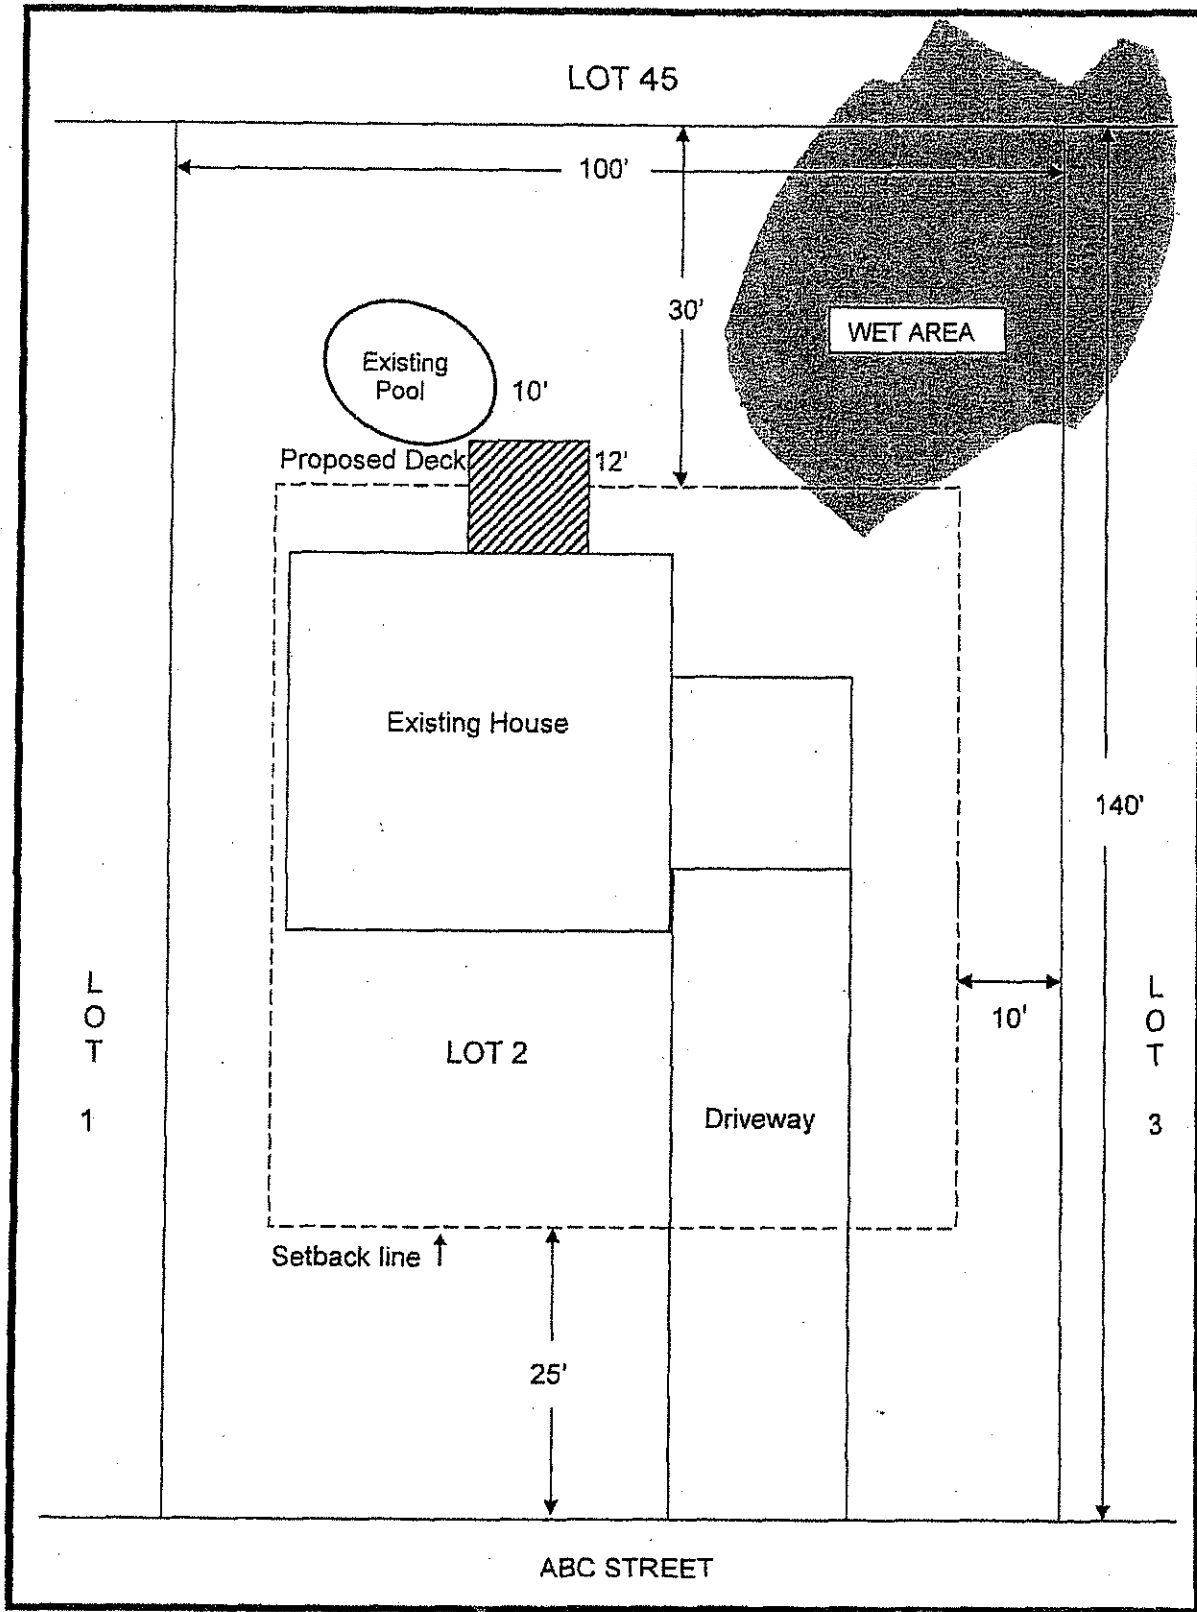 LOT 45
100'
30'
WET AREA
Existing
Pool
10'
Proposed Deck
12'
Existing House
140'
L
O
T
1
LOT 2
10'
L
O
T
3
Driveway
Setback line
25'
ABC STREET